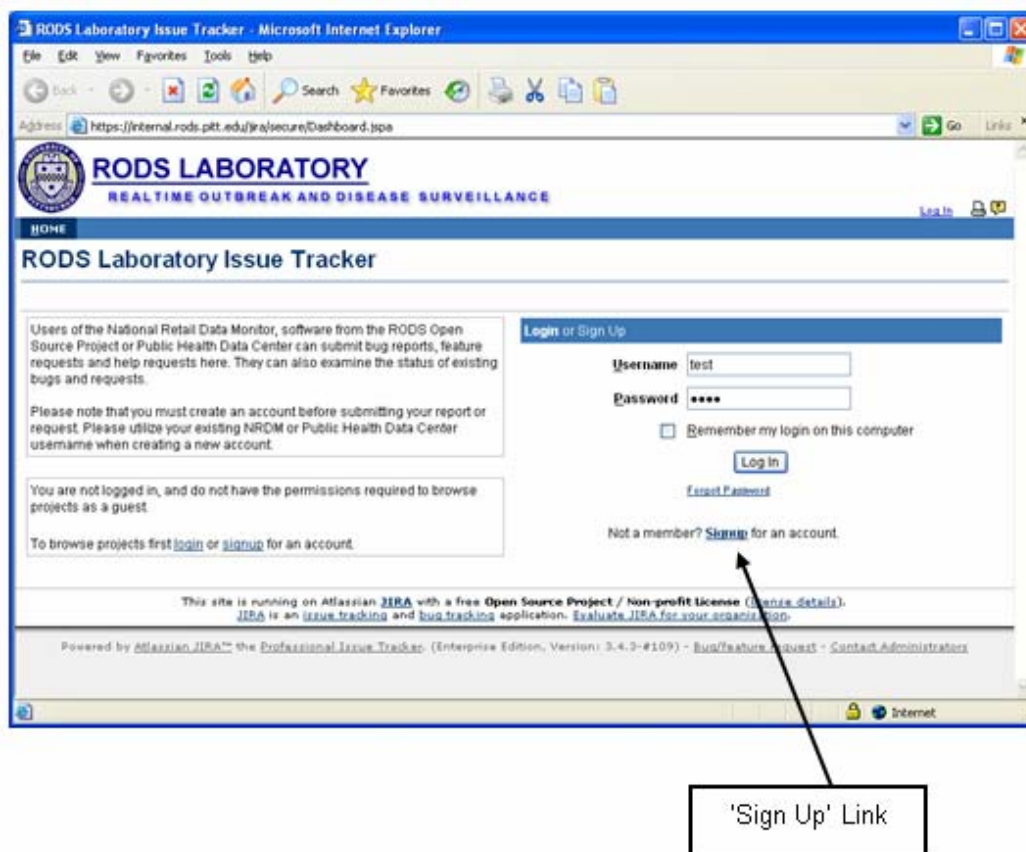 RODS Laboratory Issue Tracker - Microsoft Internet Explorer
File Edit View Favorites Tools Help
Back Search Favorites
Address https://internal.rods.pitt.edu/jira/secure/Dashboard.jspa Go Links
RODS LABORATORY
REALTIME OUTBREAK AND DISEASE SURVEILLANCE
Log In
HOME
RODS Laboratory Issue Tracker
Users of the National Retail Data Monitor, software from the RODS Open
Source Project or Public Health Data Center can submit bug reports, feature
requests and help requests here. They can also examine the status of existing
bugs and requests.
Please note that you must create an account before submitting your report or
request. Please utilize your existing NRDM or Public Health Data Center
username when creating a new account.
You are not logged in, and do not have the permissions required to browse
projects as a guest.
To browse projects first login or signup for an account.
Login or Sign Up
Username test
Password ••••
Remember my login on this computer
Log In
Forgot Password
Not a member? Signup for an account.
This site is running on Atlassian JIRA with a free Open Source Project / Non-profit License (license details).
JIRA is an issue tracking and bug tracking application. Evaluate JIRA for your organization.
Powered by Atlassian JIRA™ the Professional Issue Tracker. (Enterprise Edition, Version: 3.4.3-#109) - Bug/feature request - Contact Administrators
Internet
'Sign Up' Link